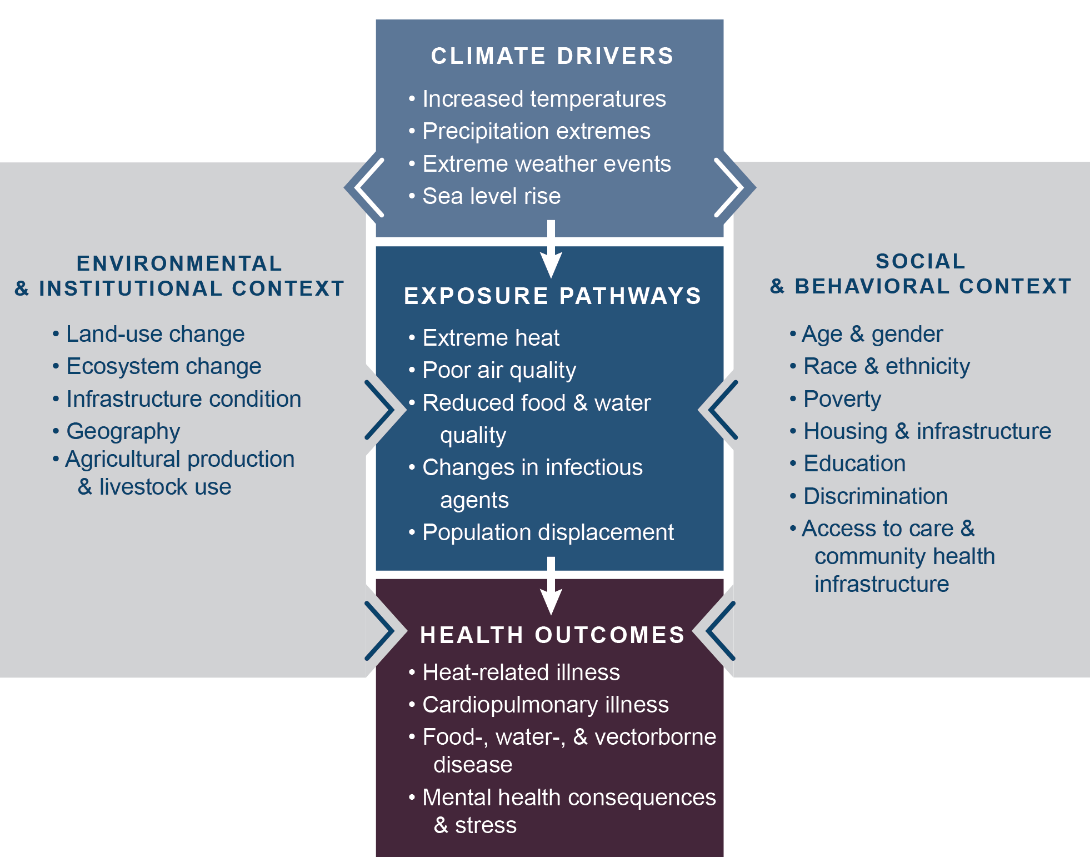 CLIMATE DRIVERS
• Increased temperatures
• Precipitation extremes
• Extreme weather events
• Sea level rise
ENVIRONMENTAL
& INSTITUTIONAL CONTEXT
• Land-use change
• Ecosystem change
• Infrastructure condition
• Geography
• Agricultural production
& livestock use
EXPOSURE PATHWAYS
• Extreme heat
• Poor air quality
• Reduced food & water
quality
• Changes in infectious
agents
• Population displacement
SOCIAL
& BEHAVIORAL CONTEXT
• Age & gender
• Race & ethnicity
• Poverty
• Housing & infrastructure
• Education
• Discrimination
• Access to care &
community health
infrastructure
HEALTH OUTCOMES
• Heat-related illness
• Cardiopulmonary illness
• Food-, water-, & vectorborne
disease
• Mental health consequences
& stress